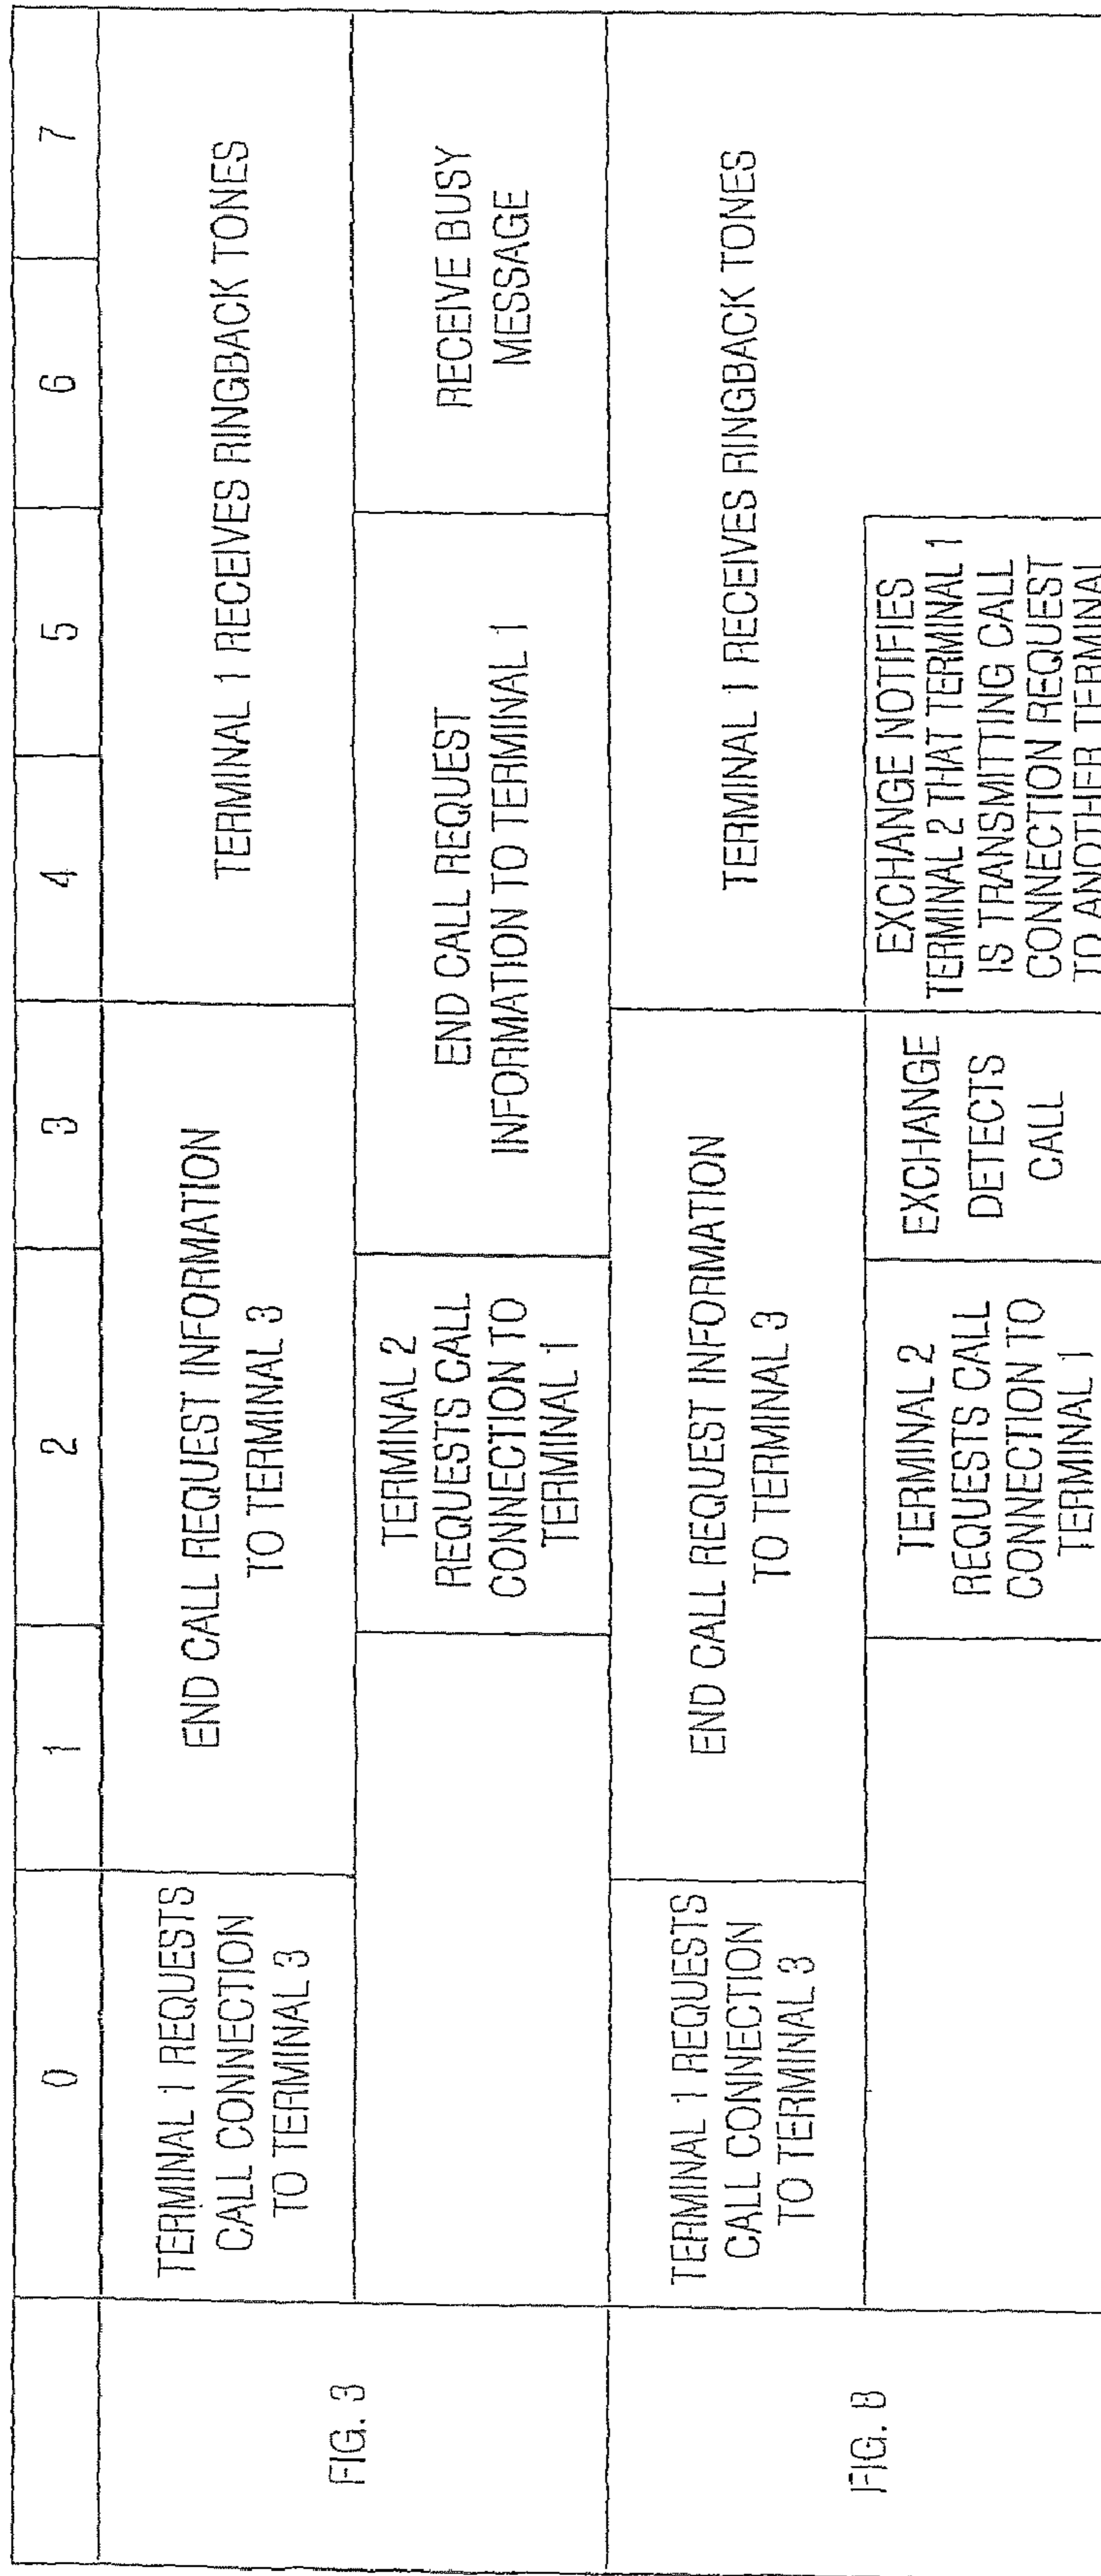 0 1 2 3 4 5 6 7
FIG. 3
TERMINAL 1 REQUESTS
CALL CONNECTION
TO TERMINAL 3
END CALL REQUEST INFORMATION
TO TERMINAL 3
TERMINAL 1 RECEIVES RINGBACK TONES
TERMINAL 2
REQUESTS CALL
CONNECTION TO
TERMINAL 1
END CALL REQUEST
INFORMATION TO TERMINAL 1
RECEIVE BUSY
MESSAGE
FIG. 8
TERMINAL 1 REQUESTS
CALL CONNECTION
TO TERMINAL 3
END CALL REQUEST INFORMATION
TO TERMINAL 3
TERMINAL 1 RECEIVES RINGBACK TONES
TERMINAL 2
REQUESTS CALL
CONNECTION TO
TERMINAL 1
EXCHANGE
DETECTS
CALL
EXCHANGE NOTIFIES
TERMINAL 2 THAT TERMINAL 1
IS TRANSMITTING CALL
CONNECTION REQUEST
TO ANOTHER TERMINAL